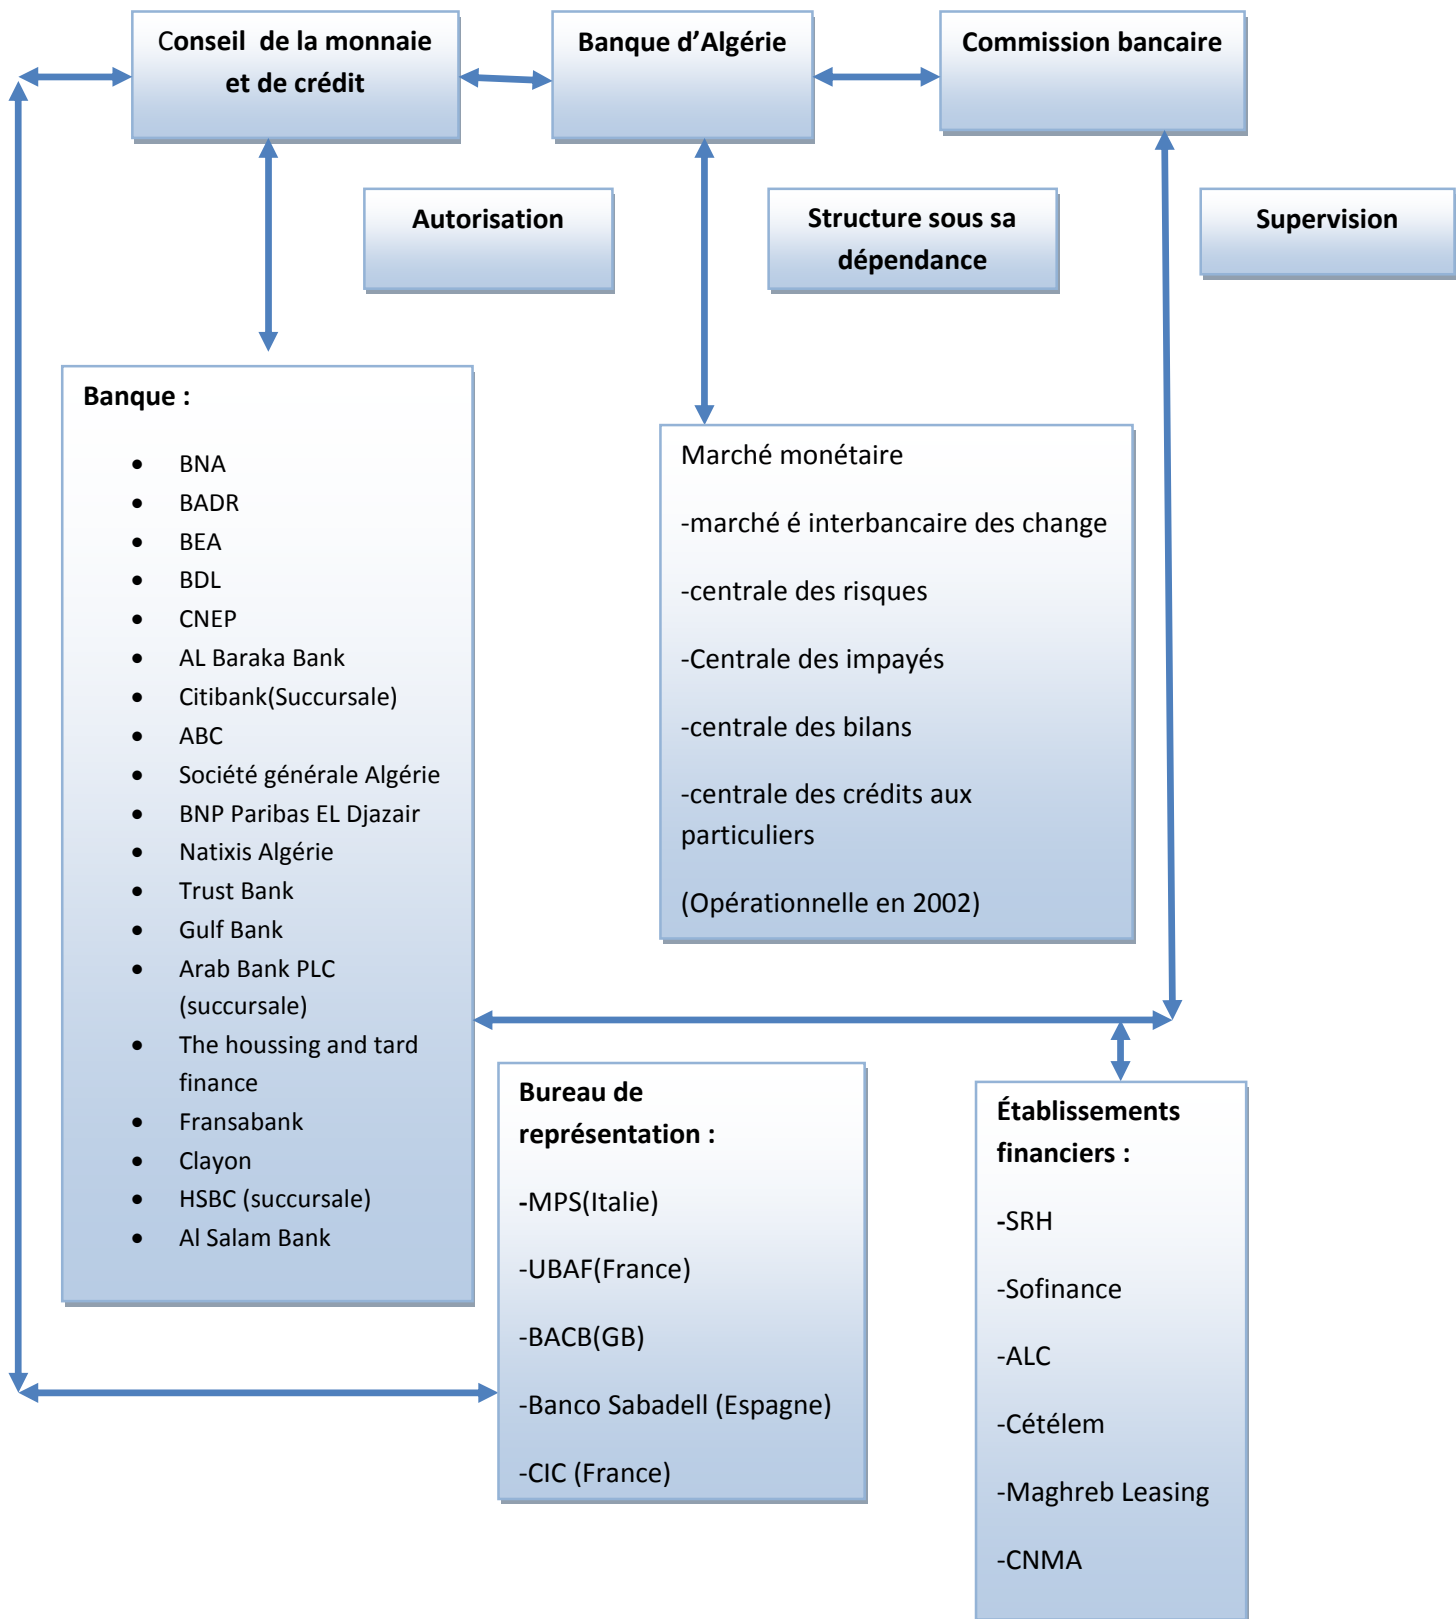 Conseil de la monnaie
et de crédit
Banque d’Algérie
Commission bancaire
Autorisation
Structure sous sa
dépendance
Supervision
Banque :
• BNA
• BADR
• BEA
• BDL
• CNEP
• AL Baraka Bank
• Citibank(Succursale)
• ABC
• Société générale Algérie
• BNP Paribas EL Djazair
• Natixis Algérie
• Trust Bank
• Gulf Bank
• Arab Bank PLC
(succursale)
• The houssing and tard
finance
• Fransabank
• Clayon
• HSBC (succursale)
• Al Salam Bank
Marché monétaire
-marché é interbancaire des change
-centrale des risques
-Centrale des impayés
-centrale des bilans
-centrale des crédits aux
particuliers
(Opérationnelle en 2002)
Bureau de
représentation :
-MPS(Italie)
-UBAF(France)
-BACB(GB)
-Banco Sabadell (Espagne)
-CIC (France)
Établissements
financiers :
-SRH
-Sofinance
-ALC
-Cétélem
-Maghreb Leasing
-CNMA